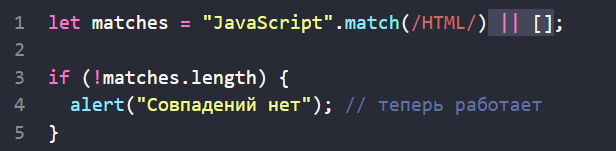 1 let matches = "JavaScript".match(/HTML/) || [];
2
3 if (!matches.length) {
4   alert("Совпадений нет"); // теперь работает
5 }